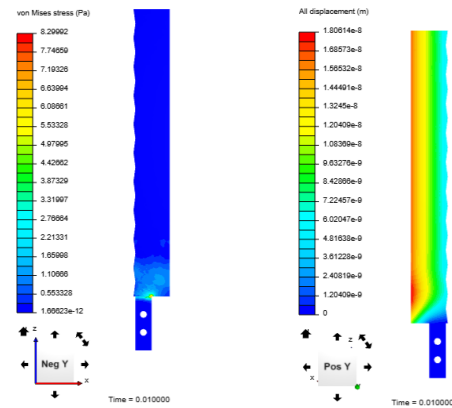 von Mises stress (Pa)
8.29992
7.74659
7.19326
6.63994
6.08661
5.53328
4.97995
4.42662
3.87329
3.31997
2.76664
2.21331
1.65998
1.10666
0.553328
1.66623e-12
z
Neg Y
x
Time = 0.010000
All displacement (m)
1.80614e-8
1.68573e-8
1.56532e-8
1.44491e-8
1.3245e-8
1.20409e-8
1.08369e-8
9.63276e-9
8.42866e-9
7.22457e-9
6.02047e-9
4.81638e-9
3.61228e-9
2.40819e-9
1.20409e-9
0
z
Pos Y
x
Time = 0.010000